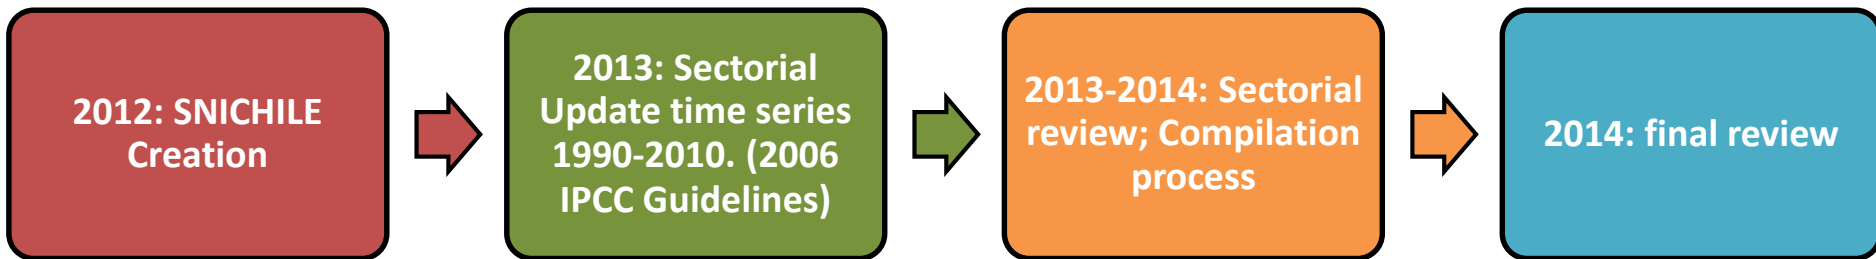 2012: SNICHILE
Creation
2013: Sectorial
Update time series
1990-2010. (2006
IPCC Guidelines)
2013-2014: Sectorial
review; Compilation
process
2014: final review